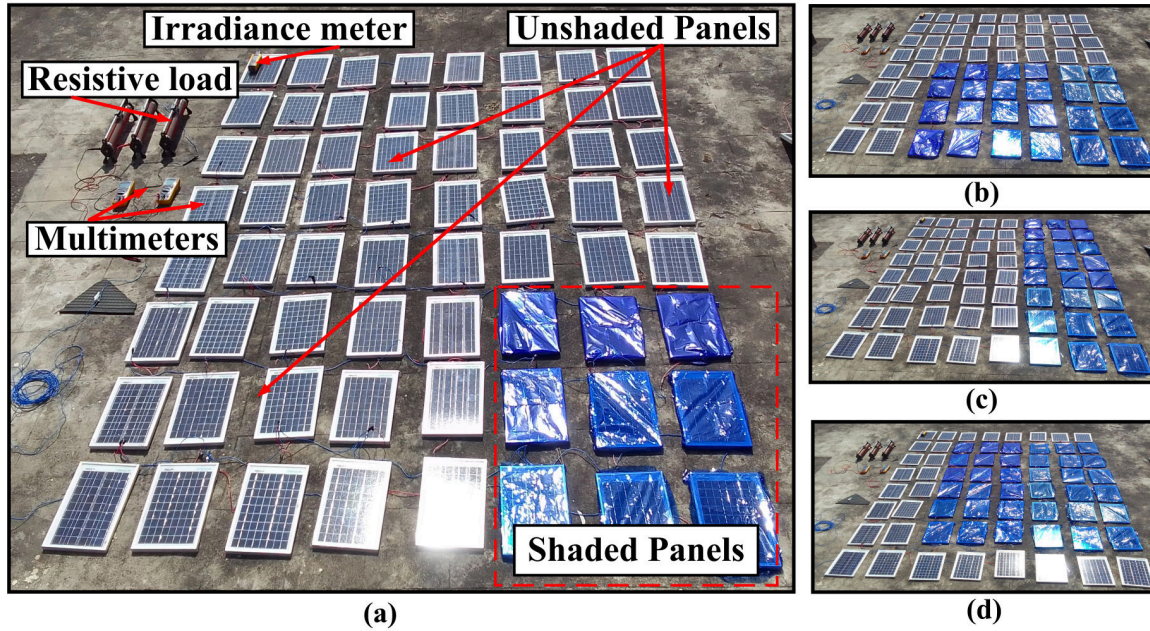 Irradiance meter
Unshaded Panels
Resistive load
Multimeters
Shaded Panels
(a)
(b)
(c)
(d)